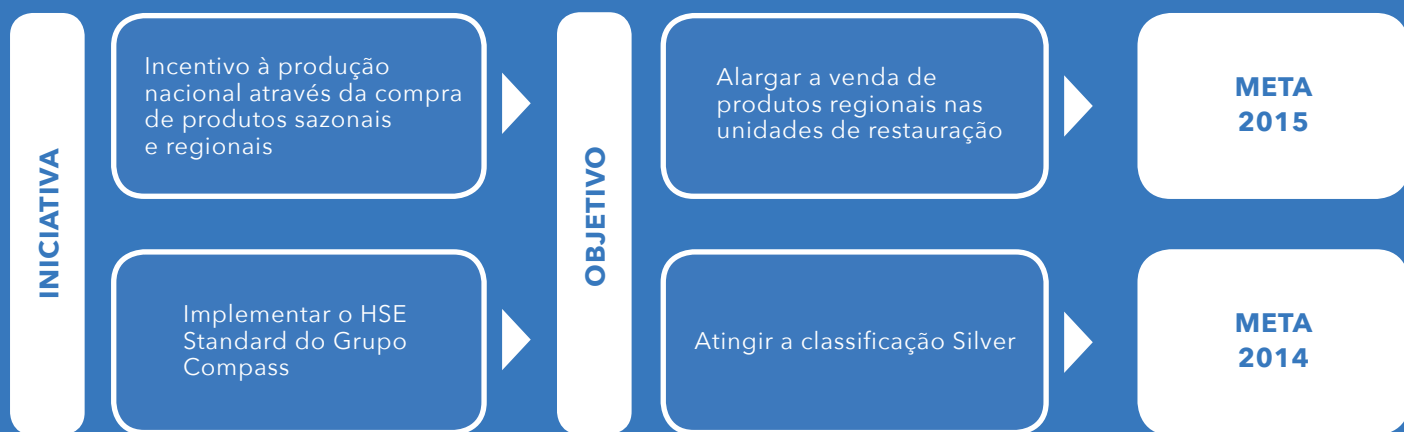 INICIATIVA
Incentivo à produção
nacional através da compra
de produtos sazonais
e regionais
OBJETIVO
Alargar a venda de
produtos regionais nas
unidades de restauração
META
2015
Implementar o HSE
Standard do Grupo
Compass
Atingir a classificação Silver
META
2014